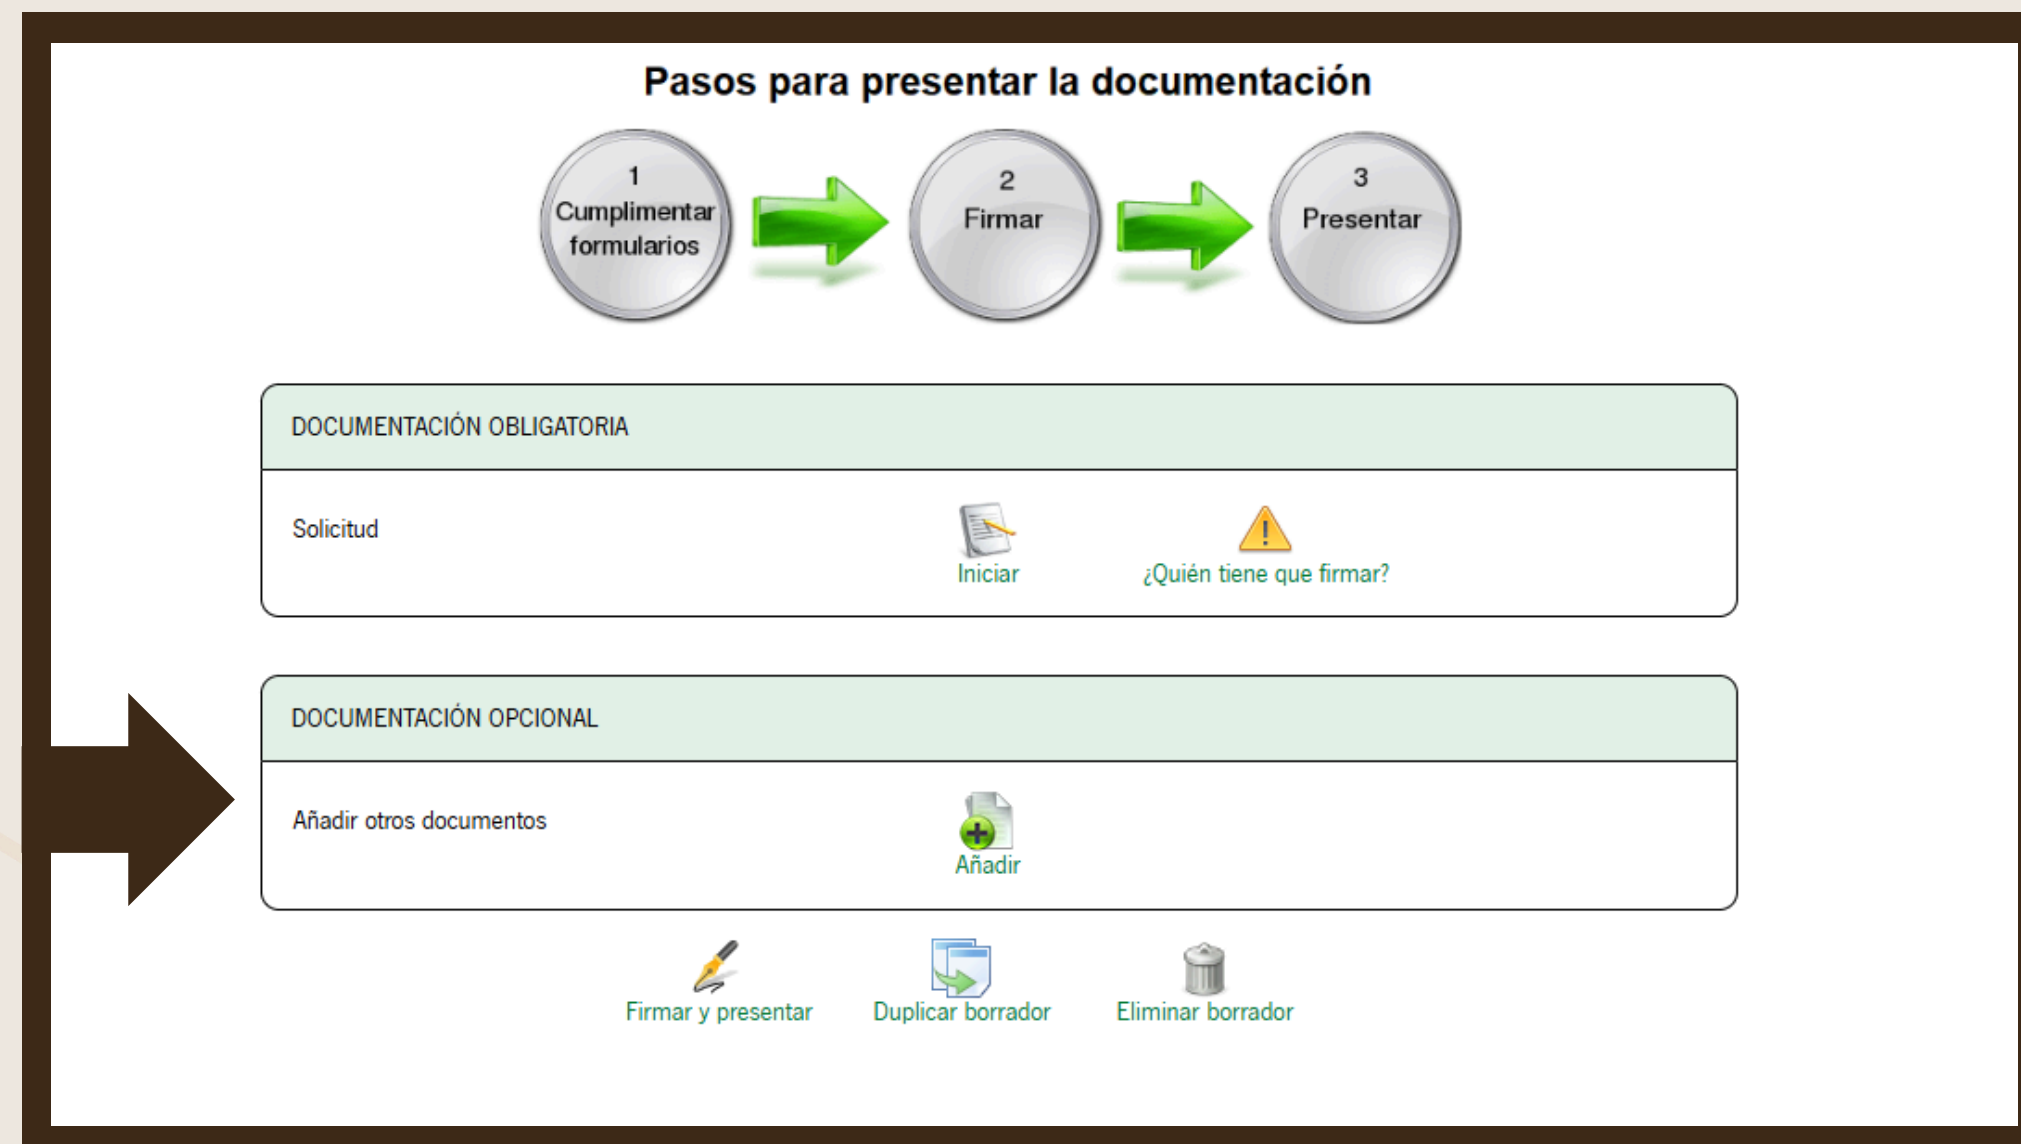 Pasos para presentar la documentación
1
Cumplimentar
formularios
2
Firmar
3
Presentar
DOCUMENTACIÓN OBLIGATORIA
Solicitud
Iniciar
¿Quién tiene que firmar?
DOCUMENTACIÓN OPCIONAL
Añadir otros documentos
Añadir
Firmar y presentar
Duplicar borrador
Eliminar borrador